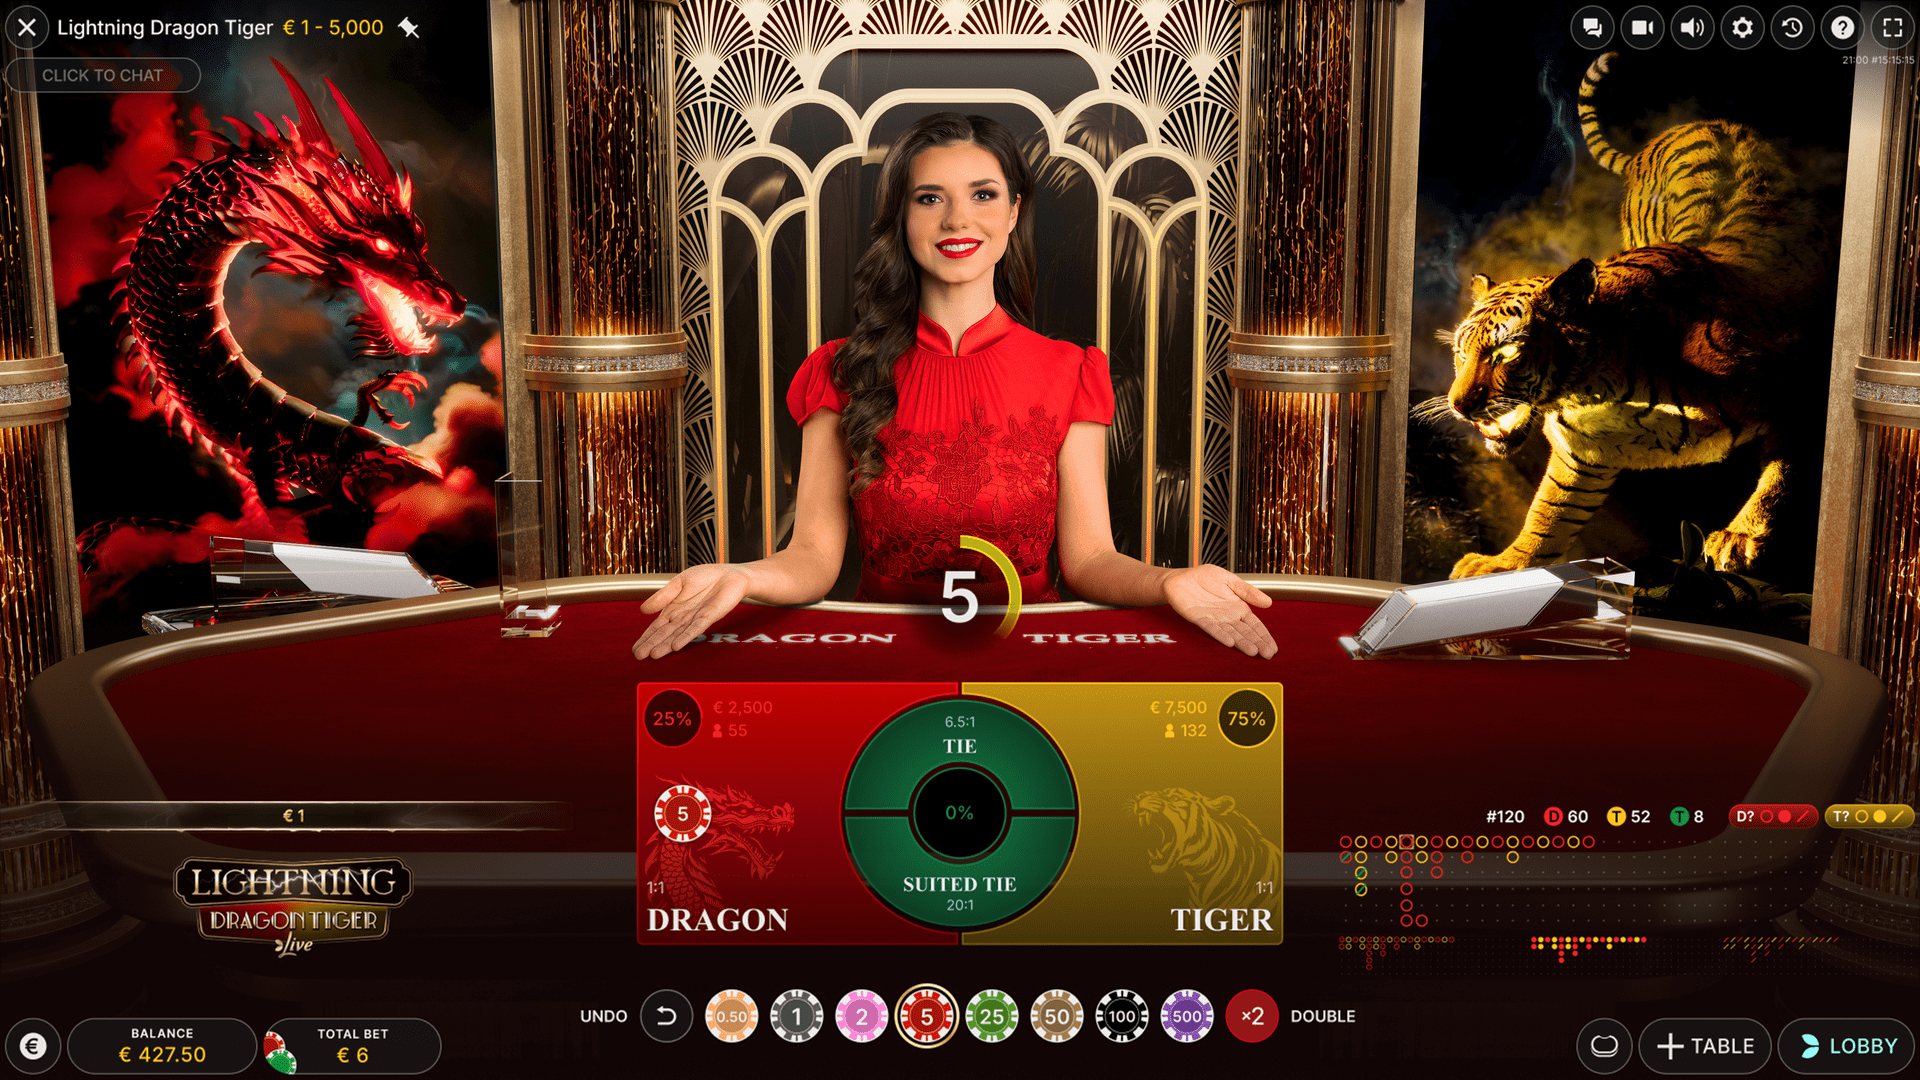 Lightning Dragon Tiger € 1 - 5,000
CLICK TO CHAT
21:00 #15:15:15
5
DRAGON
TIGER
25%
€ 2,500
55
6.5:1
TIE
€ 7,500
132
75%
5
0%
1:1
DRAGON
SUITED TIE
20:1
1:1
TIGER
€ 1
LIGHTNING
DRAGON TIGER
Live
#120 D 60 T 52 T 8 D? T?
UNDO 0.50 1 2 5 25 50 100 500 ×2 DOUBLE
€
BALANCE
€ 427.50
TOTAL BET
€ 6
TABLE
LOBBY